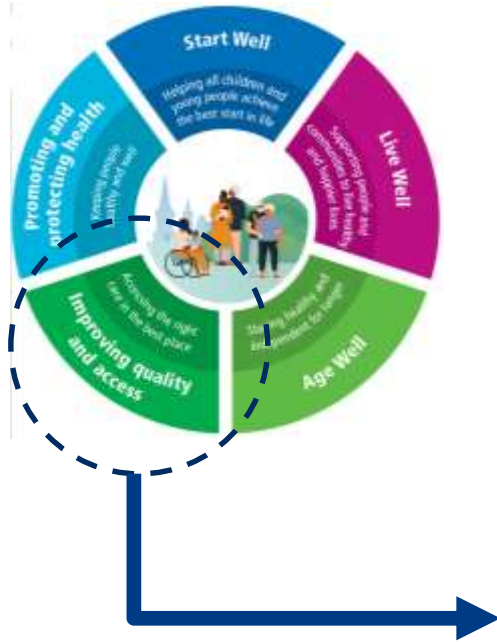 Start Well
Helping all children and
young people achieve
the best start in life
Live Well
Supporting people and
communities to live healthy
and happier lives
Age Well
Staying healthy and
independent for longer
Improving quality
and access
Accessing the right
care in the best place
Promoting and
protecting health
Keeping people
healthy and well